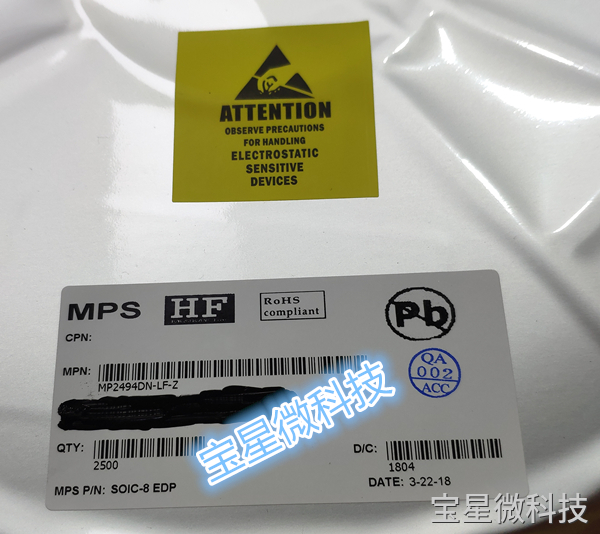 ATTENTION
OBSERVE PRECAUTIONS
FOR HANDLING
ELECTROSTATIC
SENSITIVE
DEVICES
MPS HF RoHS compliant Pb
CPN:
MPN:
MP2494DN-LF-Z
QA
002
ACC
宝星微科技
QTY: D/C:
2500 1804
MPS P/N: SOIC-8 EDP DATE: 3-22-18
宝星微科技